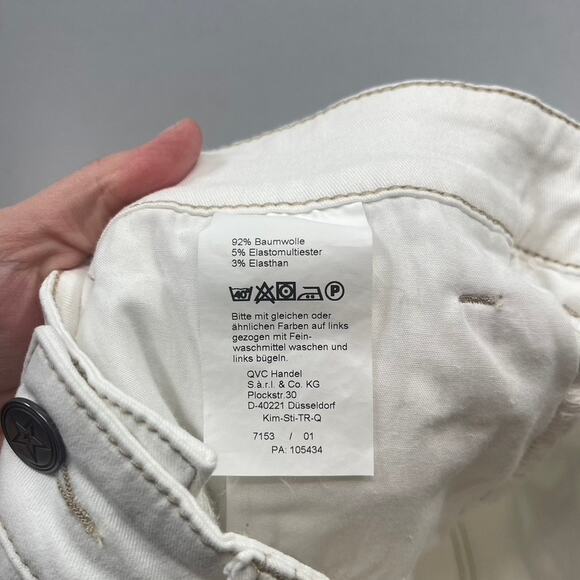 92% Baumwolle
5% Elastomultiester
3% Elasthan
40 P
Bitte mit gleichen oder
ähnlichen Farben auf links
gezogen mit Fein-
waschmittel waschen und
links bügeln.
QVC Handel
S.à.r.l. & Co. KG
Plockstr.30
D-40221 Düsseldorf
Kim-Sti-TR-Q
7153 / 01
PA: 105434